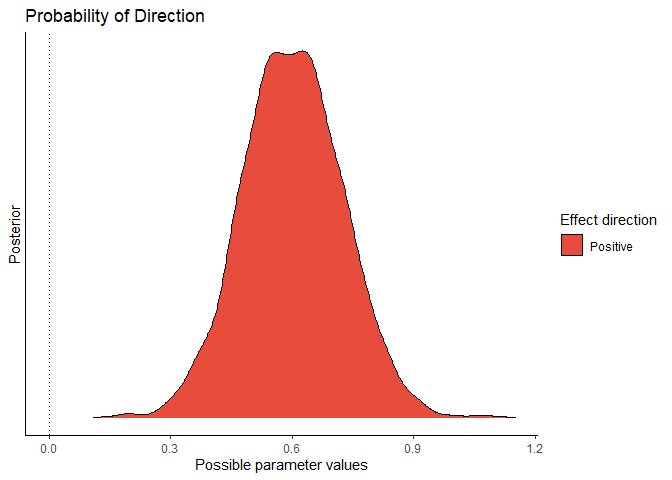 Probability of Direction
Posterior
0.0
0.3
0.6
0.9
1.2
Possible parameter values
Effect direction
Positive